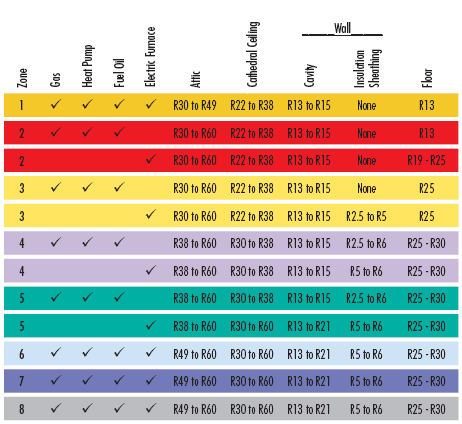 Wall
Zone Gas Heat Pump Fuel Oil Electric Furnace Attic Cathedral Ceiling Cavity Insulation Sheathing Floor
1 ✓ ✓ ✓ ✓ R30 to R49 R22 to R38 R13 to R15 None R13
2 ✓ ✓ ✓ R30 to R60 R22 to R38 R13 to R15 None R13
2 ✓ R30 to R60 R22 to R38 R13 to R15 None R19 - R25
3 ✓ ✓ ✓ R30 to R60 R22 to R38 R13 to R15 None R25
3 ✓ R30 to R60 R22 to R38 R13 to R15 R2.5 to R5 R25
4 ✓ ✓ ✓ R38 to R60 R30 to R38 R13 to R15 R2.5 to R6 R25 - R30
4 ✓ R38 to R60 R30 to R38 R13 to R15 R5 to R6 R25 - R30
5 ✓ ✓ ✓ R38 to R60 R30 to R38 R13 to R15 R2.5 to R6 R25 - R30
5 ✓ R38 to R60 R30 to R60 R13 to R21 R5 to R6 R25 - R30
6 ✓ ✓ ✓ ✓ R49 to R60 R30 to R60 R13 to R21 R5 to R6 R25 - R30
7 ✓ ✓ ✓ ✓ R49 to R60 R30 to R60 R13 to R21 R5 to R6 R25 - R30
8 ✓ ✓ ✓ ✓ R49 to R60 R30 to R60 R13 to R21 R5 to R6 R25 - R30